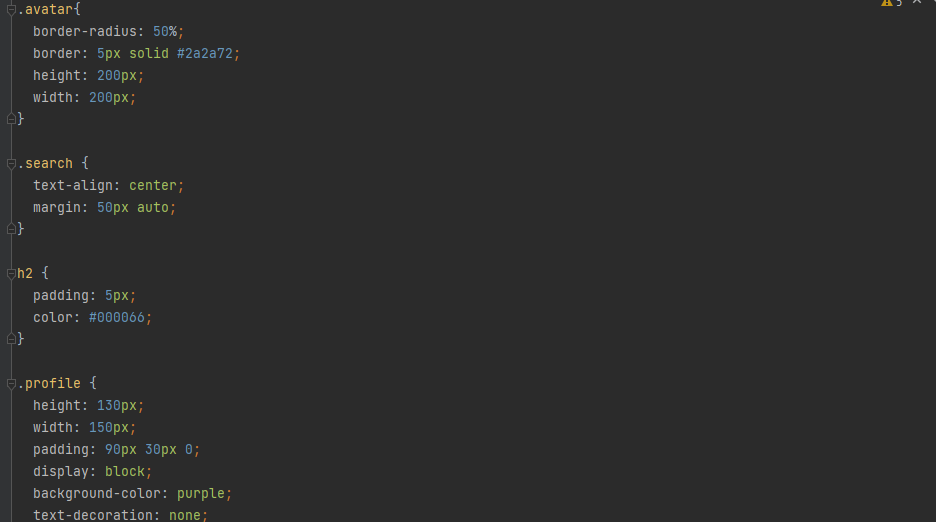 5
.avatar{
border-radius: 50%;
border: 5px solid #2a2a72;
height: 200px;
width: 200px;
}
.search {
text-align: center;
margin: 50px auto;
}
h2 {
padding: 5px;
color: #000066;
}
.profile {
height: 130px;
width: 150px;
padding: 90px 30px 0;
display: block;
background-color: purple;
text-decoration: none;